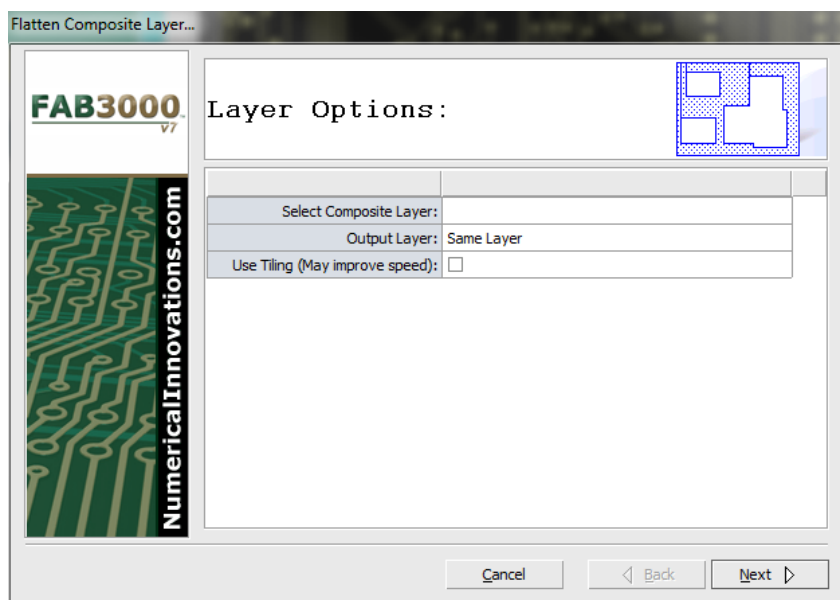 Flatten Composite Layer...
FAB3000
V7
Layer Options:
NumericalInnovations.com
Select Composite Layer:
Output Layer: Same Layer
Use Tiling (May improve speed):
Cancel
Back
Next